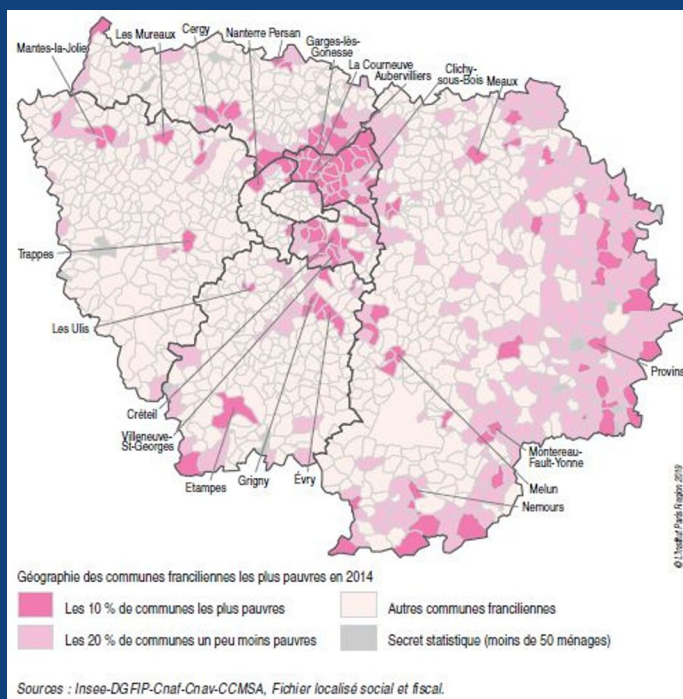 Mantes-la-Jolie
Les Mureaux
Cergy
Nanterre
Persan
Garges-lès-
Gonesse
La Courneuve
Aubervilliers
Clichy-
sous-Bois
Meaux
Trappes
Les Ulis
Provins
Créteil
Villeneuve-
St-Georges
Etampes
Grigny
Évry
Montereau-
Fault-Yonne
Melun
Nemours
© L'Institut Paris Region 2019
Géographie des communes franciliennes les plus pauvres en 2014
Les 10 % de communes les plus pauvres
Autres communes franciliennes
Les 20 % de communes un peu moins pauvres
Secret statistique (moins de 50 ménages)
Sources : Insee-DGFIP-Cnaf-Cnav-CCMSA, Fichier localisé social et fiscal.